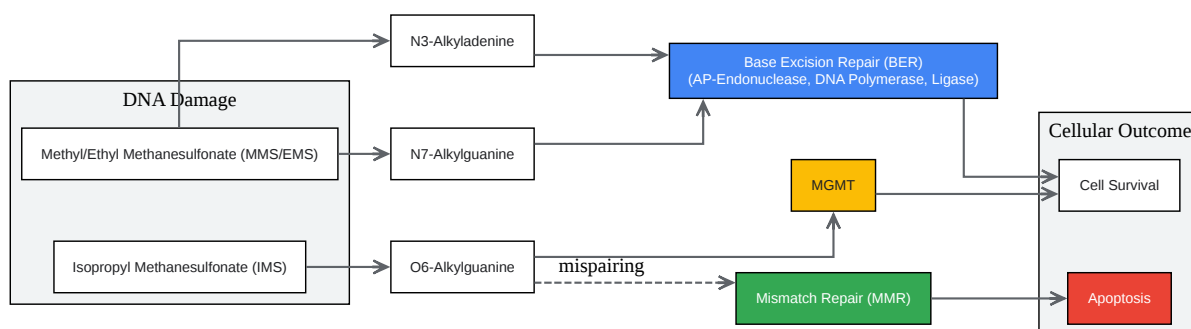 N3-Alkyladenine
Base Excision Repair (BER)
(AP-Endonuclease, DNA Polymerase, Ligase)
DNA Damage
Methyl/Ethyl Methanesulfonate (MMS/EMS)
N7-Alkylguanine
Cellular Outcome
MGMT
Cell Survival
Isopropyl Methanesulfonate (IMS)
O6-Alkylguanine
mispairing
Mismatch Repair (MMR)
Apoptosis